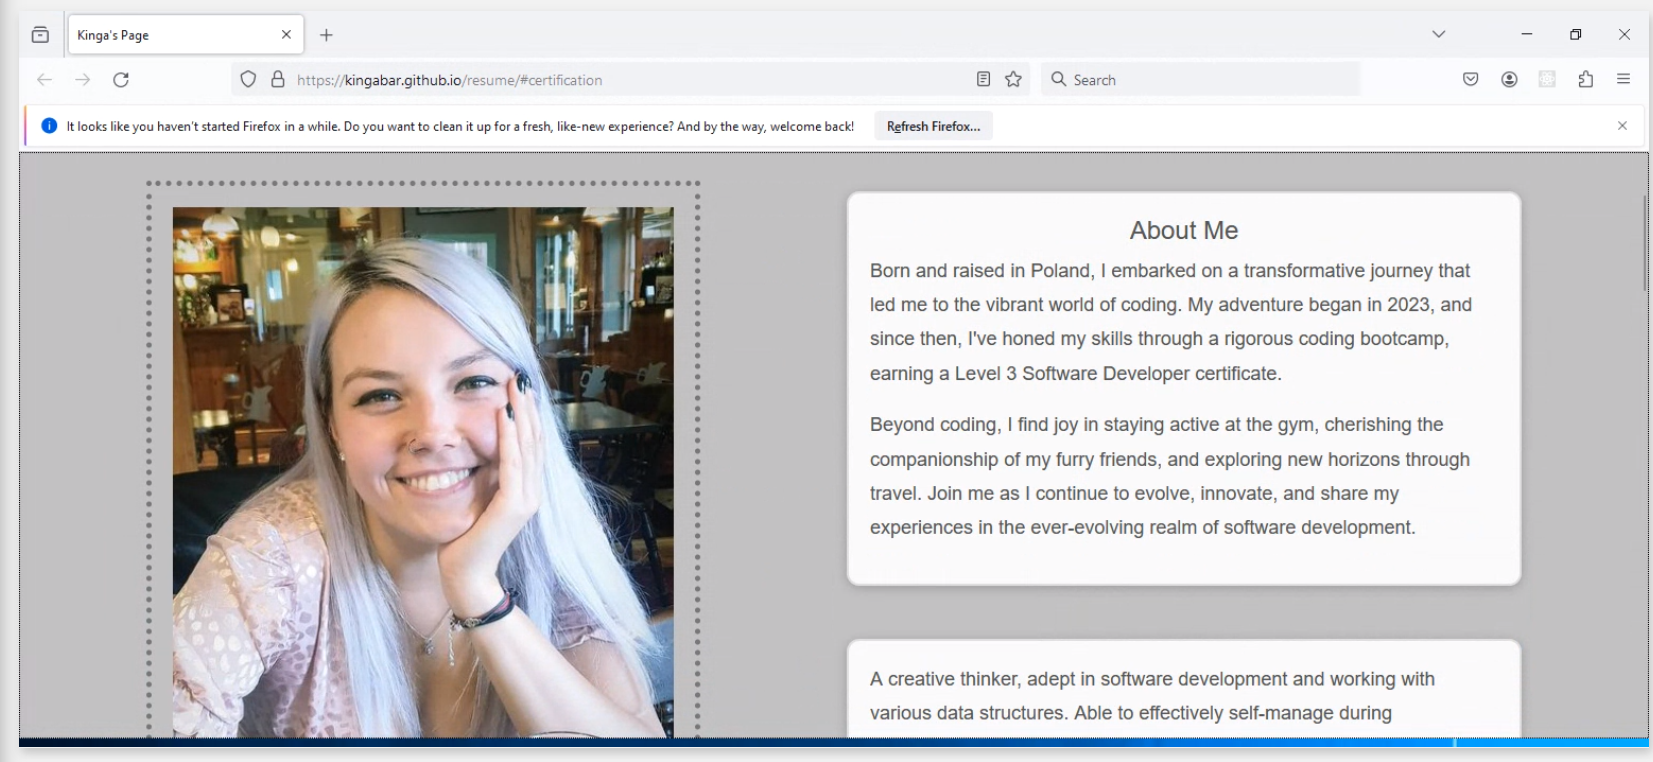 Kinga's Page
https://kingabar.github.io/resume/#certification
Search
It looks like you haven't started Firefox in a while. Do you want to clean it up for a fresh, like-new experience? And by the way, welcome back!
Refresh Firefox...
About Me
Born and raised in Poland, I embarked on a transformative journey that
led me to the vibrant world of coding. My adventure began in 2023, and
since then, I've honed my skills through a rigorous coding bootcamp,
earning a Level 3 Software Developer certificate.
Beyond coding, I find joy in staying active at the gym, cherishing the
companionship of my furry friends, and exploring new horizons through
travel. Join me as I continue to evolve, innovate, and share my
experiences in the ever-evolving realm of software development.
A creative thinker, adept in software development and working with
various data structures. Able to effectively self-manage during